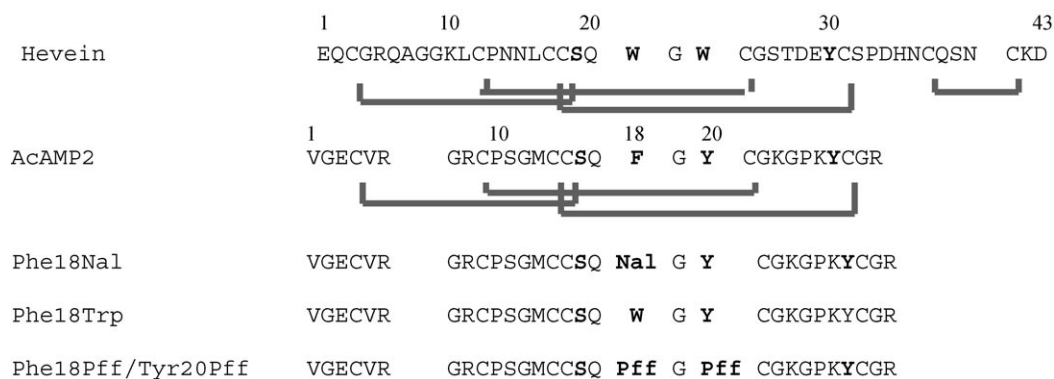 1 10 20 30 43
Hevein EQCGRQAGGKLCPNNLCCSQ W G W CGSTDEYCSPDHNCQSN CKD
1 10 18 20
AcAMP2 VGECVR GRCPSGMCCSQ F G Y CGKGPKYCGR
Phe18Nal VGECVR GRCPSGMCCSQ Nal G Y CGKGPKYCGR
Phe18Trp VGECVR GRCPSGMCCSQ W G Y CGKGPKYCGR
Phe18Pff/Tyr20Pff VGECVR GRCPSGMCCSQ Pff G Pff CGKGPKYCGR